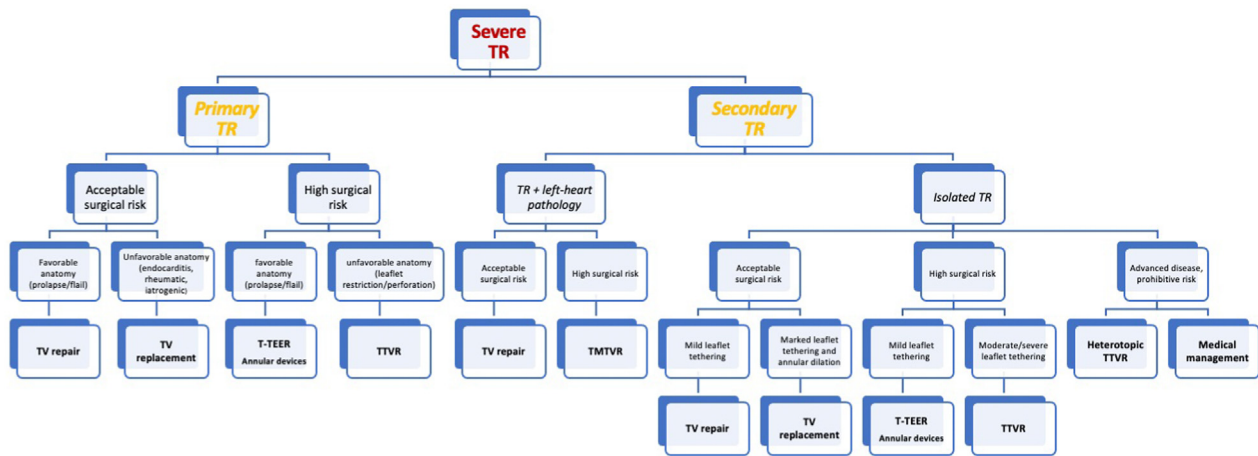 Severe
TR
Primary
TR
Secondary
TR
Acceptable
surgical risk
High surgical
risk
TR + left-heart
pathology
Isolated TR
Favorable
anatomy
(prolapse/flail)
Unfavorable anatomy
(endocarditis,
rheumatic,
iatrogenic)
favorable
anatomy
(prolapse/flail)
unfavorable anatomy
(leaflet
restriction/perforation)
Acceptable
surgical risk
High surgical risk
Acceptable
surgical risk
High surgical risk
Advanced disease,
prohibitive risk
TV repair
TV
replacement
T-TEER
Annular devices
TTVR
TV repair
TMTVR
Mild leaflet
tethering
Marked leaflet
tethering and
annular dilation
Mild leaflet
tethering
Moderate/severe
leaflet tethering
Heterotopic
TTVR
Medical
management
TV repair
TV
replacement
T-TEER
Annular devices
TTVR